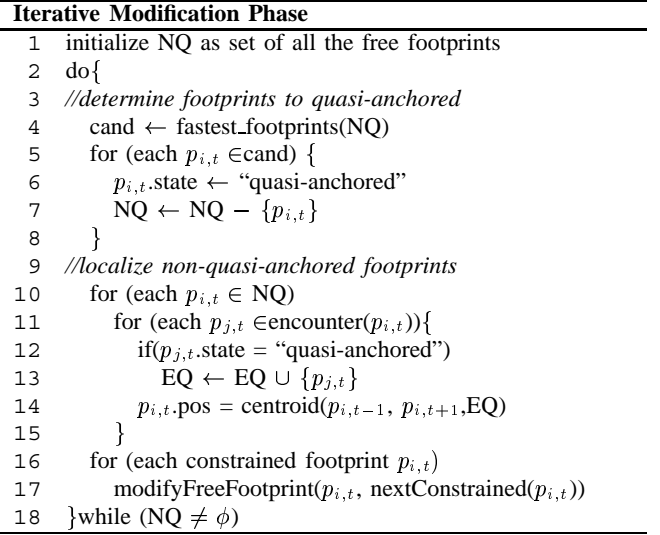 Iterative Modification Phase
1 initialize NQ as set of all the free footprints
2 do{
3 //determine footprints to quasi-anchored
4 cand ← fastest_footprints(NQ)
5 for (each p_{i,t} ∈cand) {
6 p_{i,t}.state ← “quasi-anchored”
7 NQ ← NQ − {p_{i,t}}
8 }
9 //localize non-quasi-anchored footprints
10 for (each p_{i,t} ∈ NQ)
11 for (each p_{j,t} ∈encounter(p_{i,t})){
12 if(p_{j,t}.state = “quasi-anchored”)
13 EQ ← EQ ∪ {p_{j,t}}
14 p_{i,t}.pos = centroid(p_{i,t−1}, p_{i,t+1},EQ)
15 }
16 for (each constrained footprint p_{i,t})
17 modifyFreeFootprint(p_{i,t}, nextConstrained(p_{i,t}))
18 }while (NQ ≠ ϕ)